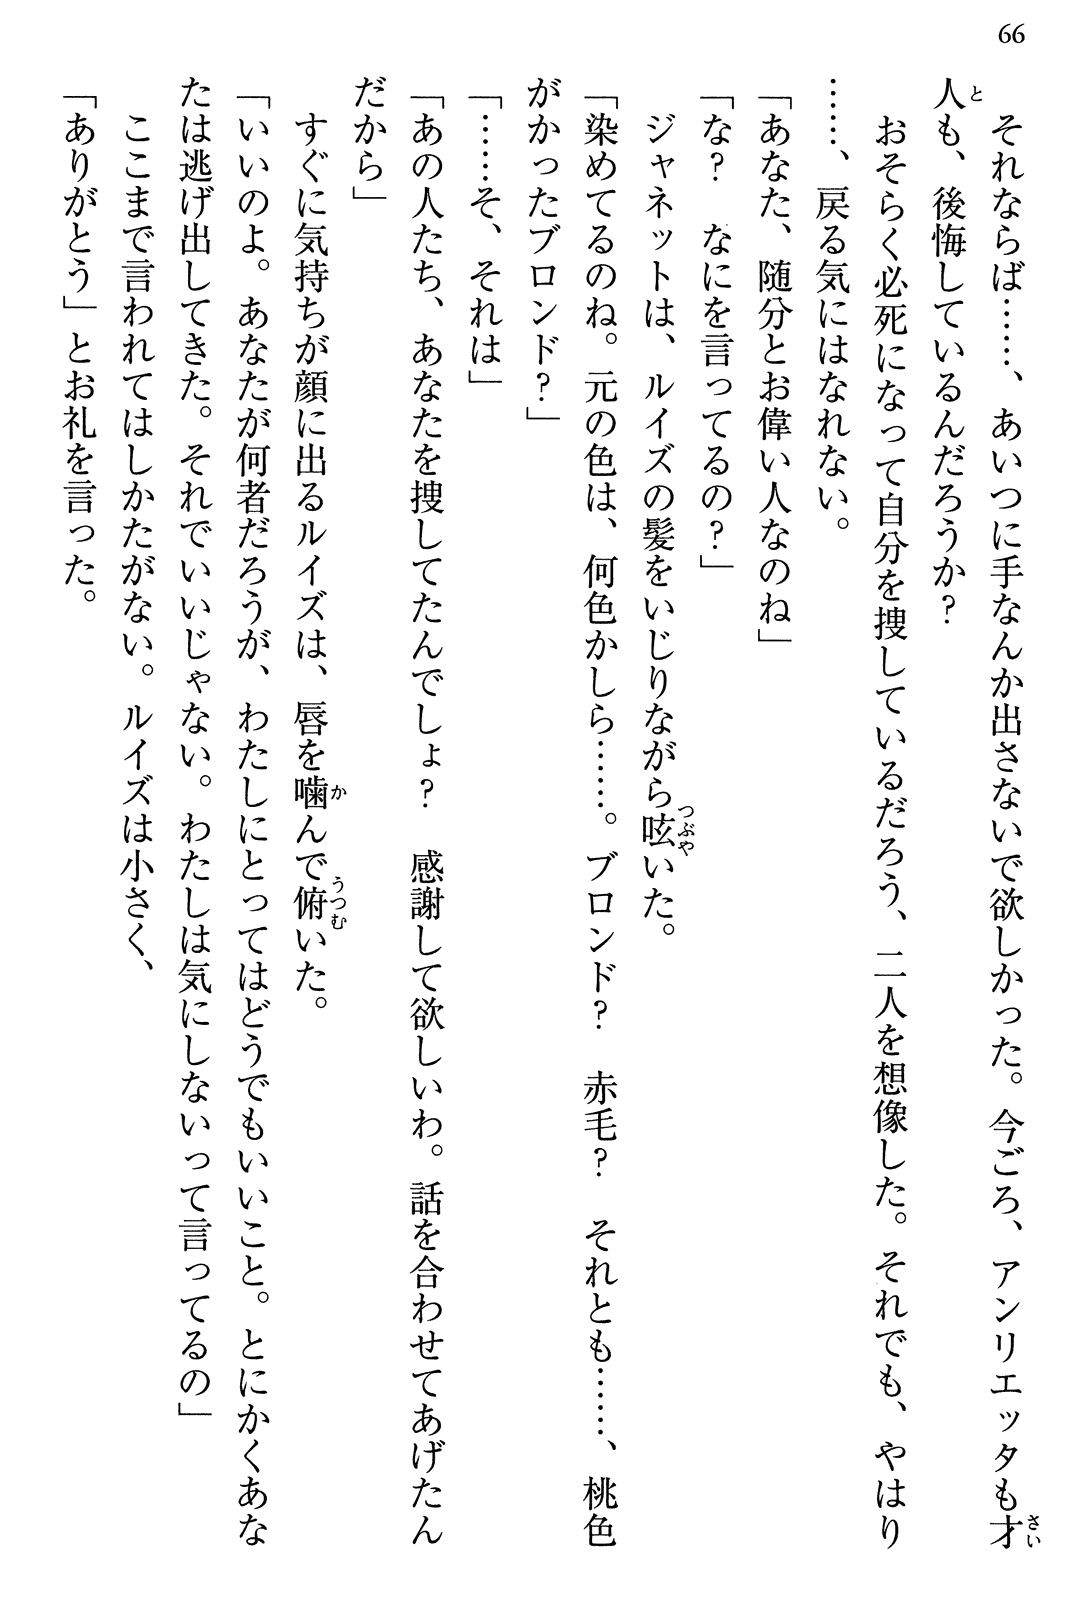 66
それならば……、あいつに手なんか出さないで欲しかった。今ごろ、アンリエッタも才
人も、後悔しているんだろうか?
おそらく必死になって自分を捜しているだろう、二人を想像した。それでも、やはり
……、戻る気にはなれない。
「あなた、随分とお偉い人なのね」
「な? なにを言ってるの?」
ジャネットは、ルイズの髪をいじりながら呟いた。
「染めてるのね。元の色は、何色かしら……。ブロンド? 赤毛? それとも……、桃色
がかったブロンド?」
「……そ、それは」
「あの人たち、あなたを捜してたんでしょ? 感謝して欲しいわ。話を合わせてあげたん
だから」
すぐに気持ちが顔に出るルイズは、唇を噛んで俯いた。
「いいのよ。あなたが何者だろうが、わたしにとってはどうでもいいこと。とにかくあな
たは逃げ出してきた。それでいいじゃない。わたしは気にしないって言ってるの」
ここまで言われてはしかたがない。ルイズは小さく、
「ありがとう」とお礼を言った。